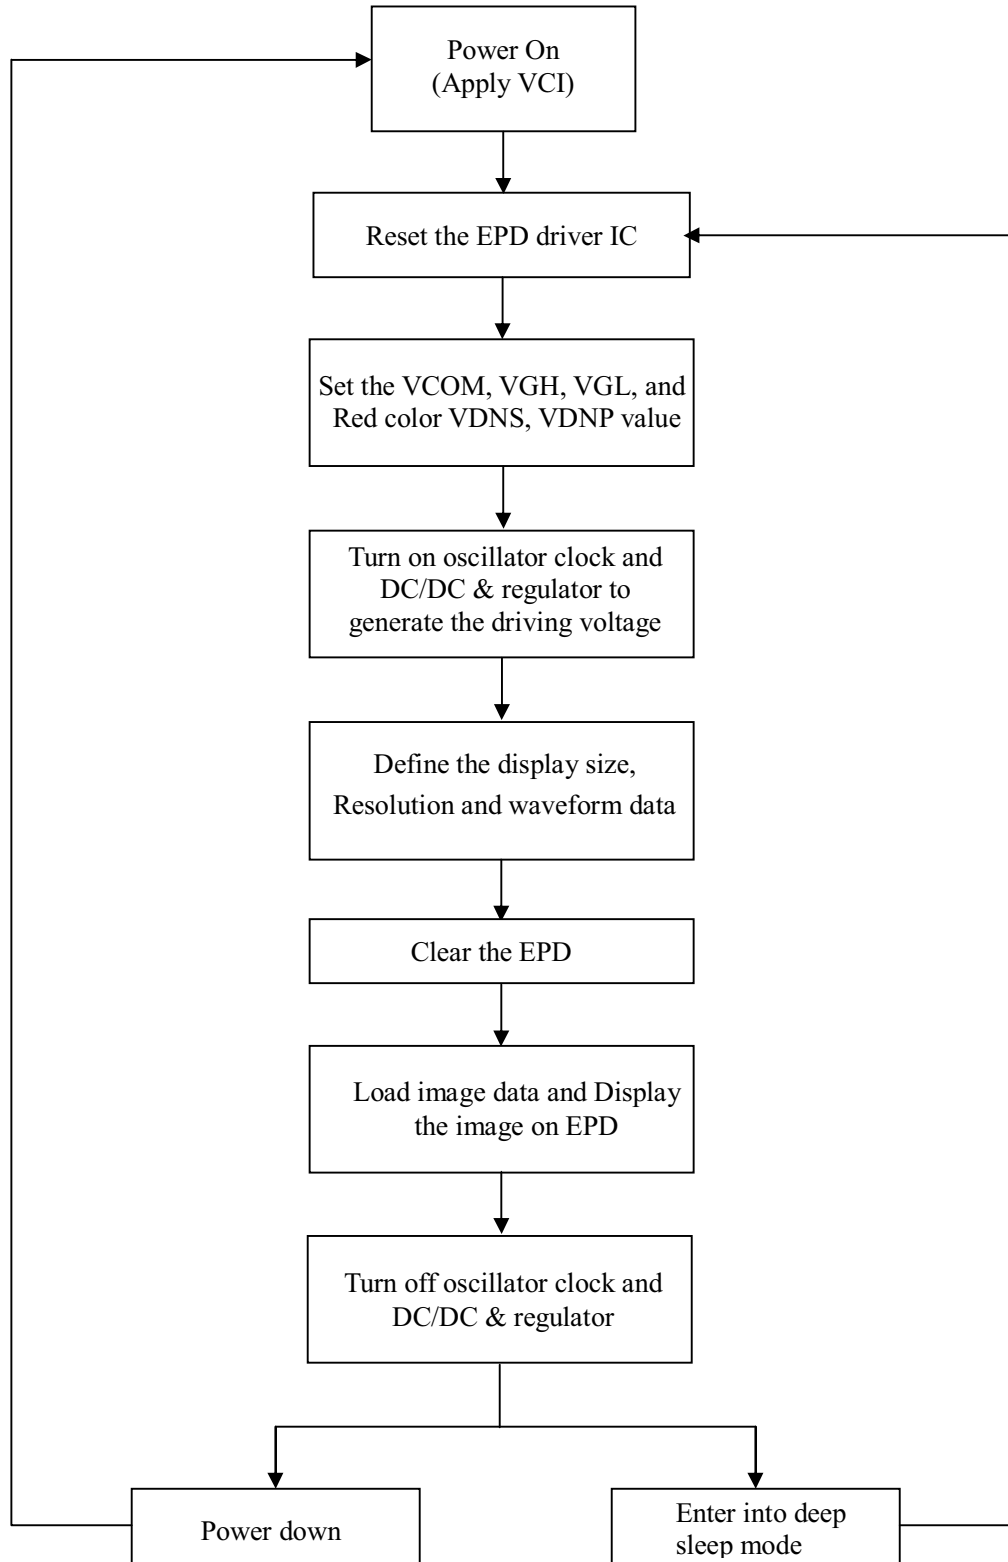 Power On
(Apply VCI)
Reset the EPD driver IC
Set the VCOM, VGH, VGL, and
Red color VDNS, VDNP value
Turn on oscillator clock and
DC/DC & regulator to
generate the driving voltage
Define the display size,
Resolution and waveform data
Clear the EPD
Load image data and Display
the image on EPD
Turn off oscillator clock and
DC/DC & regulator
Power down
Enter into deep
sleep mode